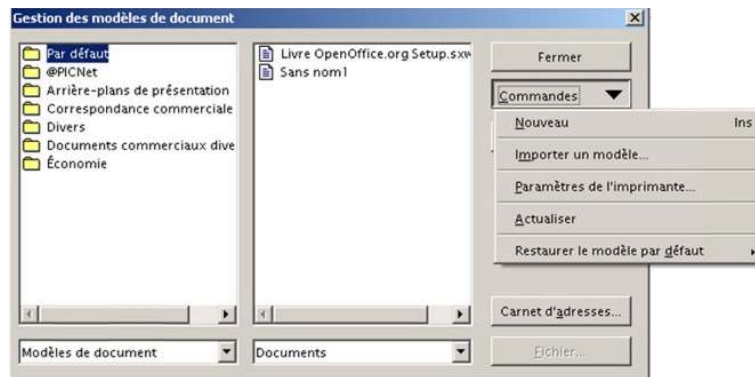 Gestion des modèles de document
Par défaut
@PICNet
Arrière-plans de présentation
Correspondance commerciale
Divers
Documents commerciaux dive
Économie
Livre OpenOffice.org Setup.sxw
Sans nom1
Fermer
Commandes
Nouveau Ins
Importer un modèle...
Paramètres de l'imprimante...
Actualiser
Restaurer le modèle par défaut
Carnet d'adresses...
Modèles de document
Documents
Fichier...